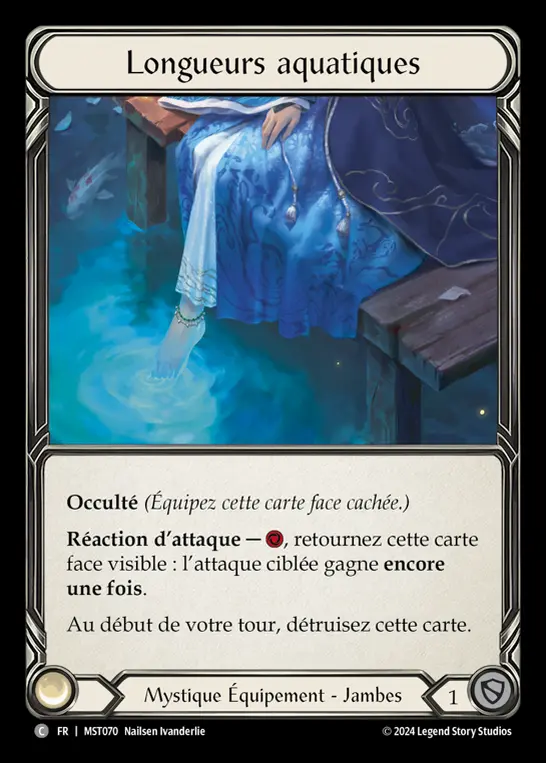 Longueurs aquatiques
Occulté (Équipez cette carte face cachée.)
Réaction d'attaque — , retournez cette carte
face visible : l'attaque ciblée gagne encore
une fois.
Au début de votre tour, détruisez cette carte.
Mystique Équipement - Jambes
1
C FR | MST070 Nailsen Ivanderlie
© 2024 Legend Story Studios